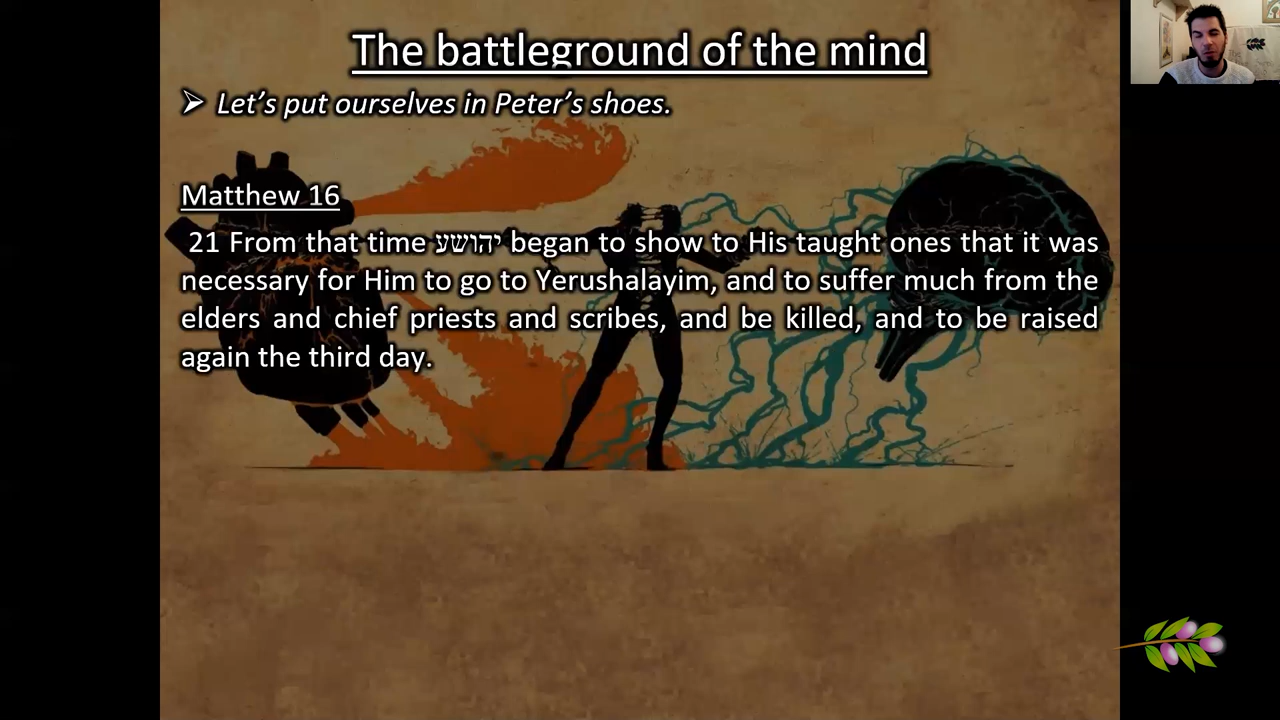 The battleground of the mind
➢ Let's put ourselves in Peter's shoes.
Matthew 16
21 From that time יהושע began to show to His taught ones that it was
necessary for Him to go to Yerushalayim, and to suffer much from the
elders and chief priests and scribes, and be killed, and to be raised
again the third day.